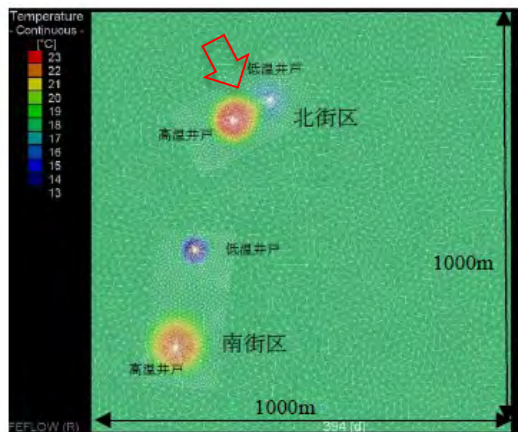 Temperature
- Continuous -
[°C]
23
22
21
20
19
18
17
16
15
14
13
低温井戸
北街区
高温井戸
低温井戸
1000m
南街区
高温井戸
1000m
FEFLOW (R)
394 [d]